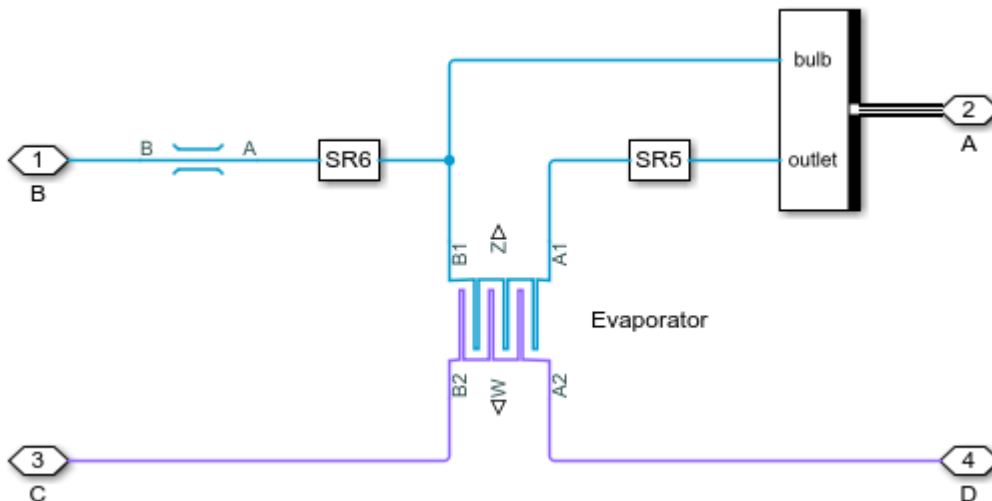 bulb
1
B
B
A
SR6
SR5
outlet
2
A
B1
Z
A1
Evaporator
B2
W
A2
3
C
4
D